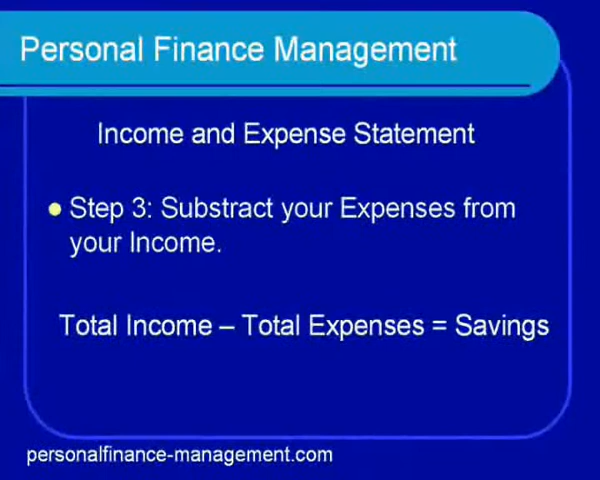 Personal Finance Management
Income and Expense Statement
Step 3: Substract your Expenses from
your Income.
Total Income – Total Expenses = Savings
personalfinance-management.com